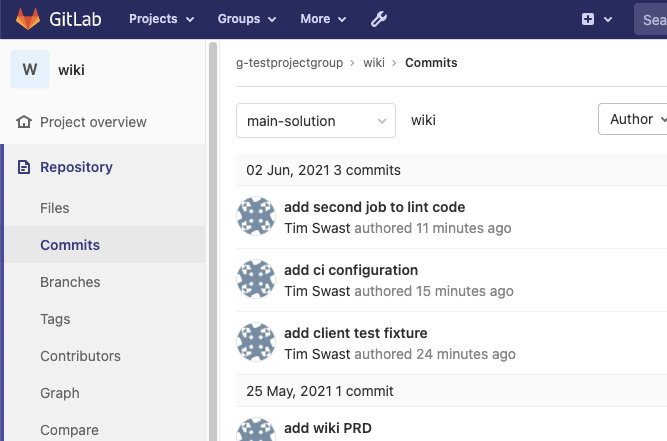 GitLab
Projects
Groups
More
Sea
W
wiki
Project overview
Repository
Files
Commits
Branches
Tags
Contributors
Graph
Compare
g-testprojectgroup > wiki > Commits
main-solution
wiki
Author
02 Jun, 2021 3 commits
add second job to lint code
Tim Swast authored 11 minutes ago
add ci configuration
Tim Swast authored 15 minutes ago
add client test fixture
Tim Swast authored 24 minutes ago
25 May, 2021 1 commit
add wiki PRD